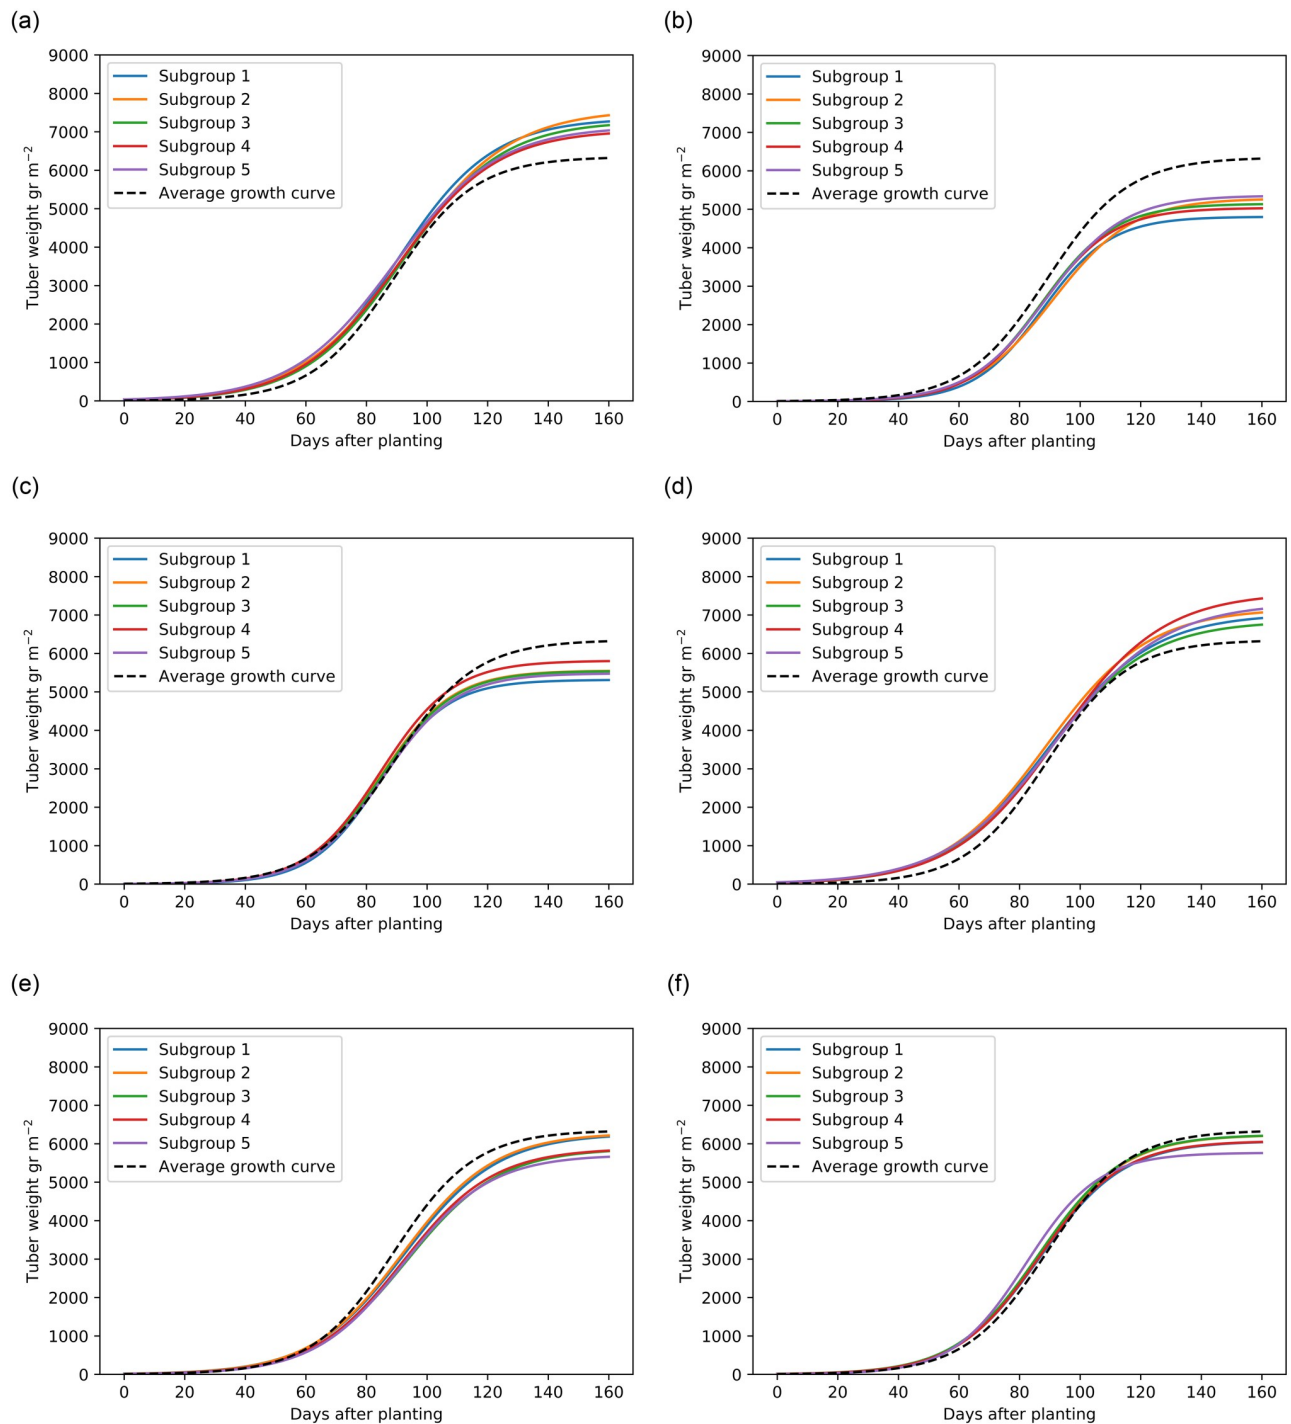 (a)
9000
8000
7000
6000
5000
4000
3000
2000
1000
0
Tuber weight gr m⁻²
Subgroup 1
Subgroup 2
Subgroup 3
Subgroup 4
Subgroup 5
Average growth curve
0 20 40 60 80 100 120 140 160
Days after planting
(b)
9000
8000
7000
6000
5000
4000
3000
2000
1000
0
Tuber weight gr m⁻²
Subgroup 1
Subgroup 2
Subgroup 3
Subgroup 4
Subgroup 5
Average growth curve
0 20 40 60 80 100 120 140 160
Days after planting
(c)
9000
8000
7000
6000
5000
4000
3000
2000
1000
0
Tuber weight gr m⁻²
Subgroup 1
Subgroup 2
Subgroup 3
Subgroup 4
Subgroup 5
Average growth curve
0 20 40 60 80 100 120 140 160
Days after planting
(d)
9000
8000
7000
6000
5000
4000
3000
2000
1000
0
Tuber weight gr m⁻²
Subgroup 1
Subgroup 2
Subgroup 3
Subgroup 4
Subgroup 5
Average growth curve
0 20 40 60 80 100 120 140 160
Days after planting
(e)
9000
8000
7000
6000
5000
4000
3000
2000
1000
0
Tuber weight gr m⁻²
Subgroup 1
Subgroup 2
Subgroup 3
Subgroup 4
Subgroup 5
Average growth curve
0 20 40 60 80 100 120 140 160
Days after planting
(f)
9000
8000
7000
6000
5000
4000
3000
2000
1000
0
Tuber weight gr m⁻²
Subgroup 1
Subgroup 2
Subgroup 3
Subgroup 4
Subgroup 5
Average growth curve
0 20 40 60 80 100 120 140 160
Days after planting